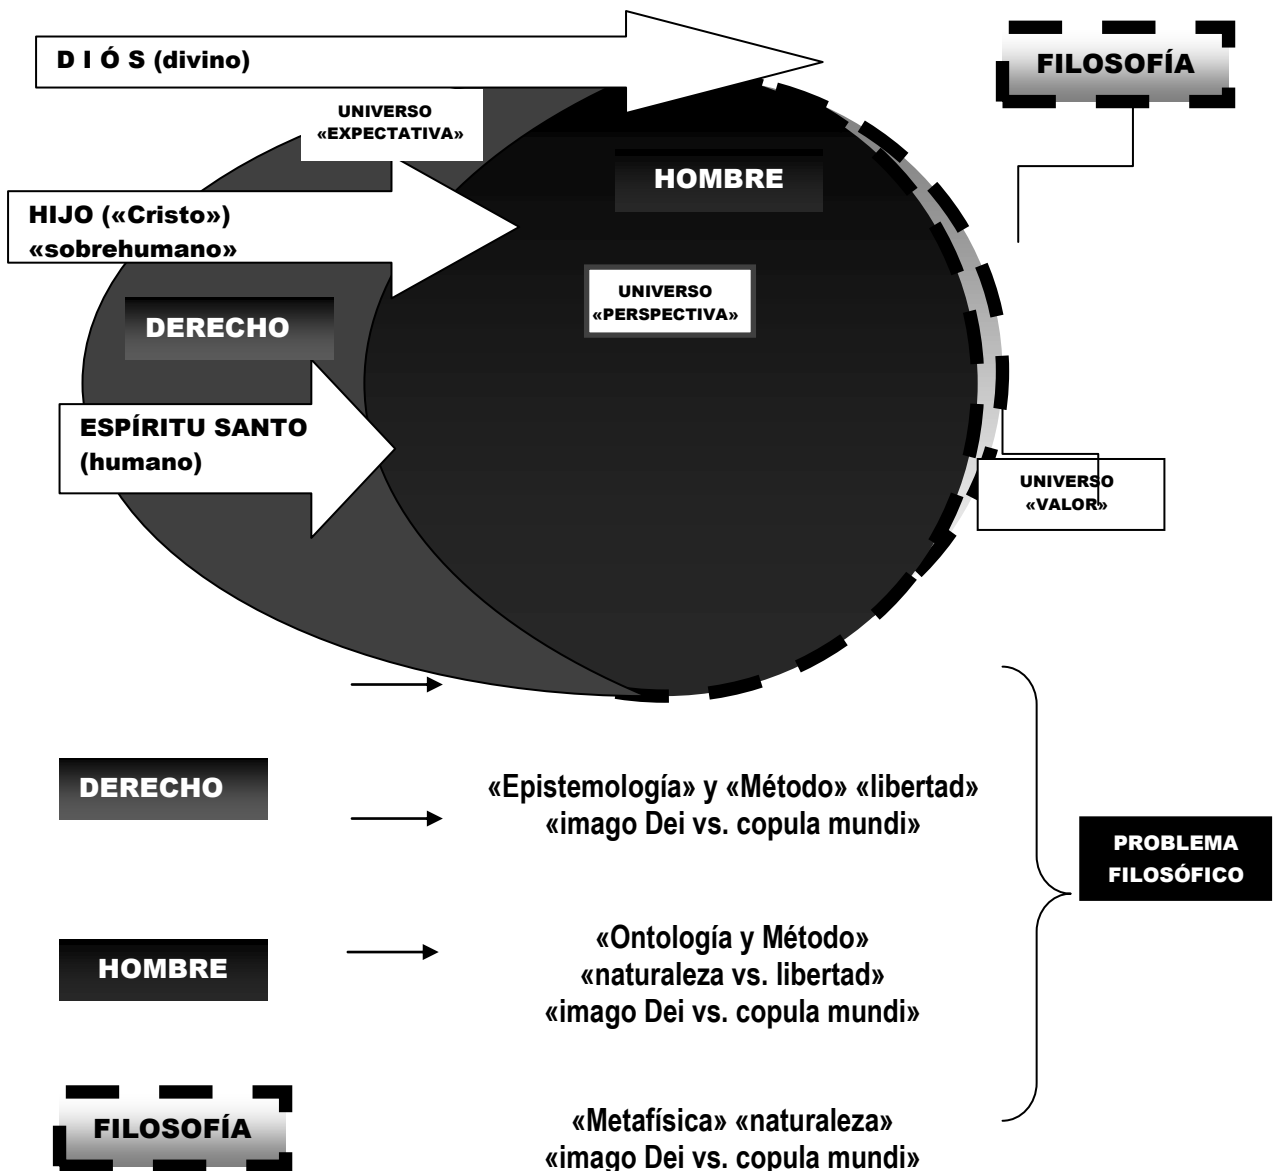 D I Ó S (divino)
FILOSOFÍA
UNIVERSO
«EXPECTATIVA»
HOMBRE
HIJO («Cristo»)
«sobrehumano»
UNIVERSO
«PERSPECTIVA»
DERECHO
ESPÍRITU SANTO
(humano)
UNIVERSO
«VALOR»
DERECHO
«Epistemología» y «Método» «libertad»
«imago Dei vs. copula mundi»
PROBLEMA
FILOSÓFICO
HOMBRE
«Ontología y Método»
«naturaleza vs. libertad»
«imago Dei vs. copula mundi»
FILOSOFÍA
«Metafísica» «naturaleza»
«imago Dei vs. copula mundi»